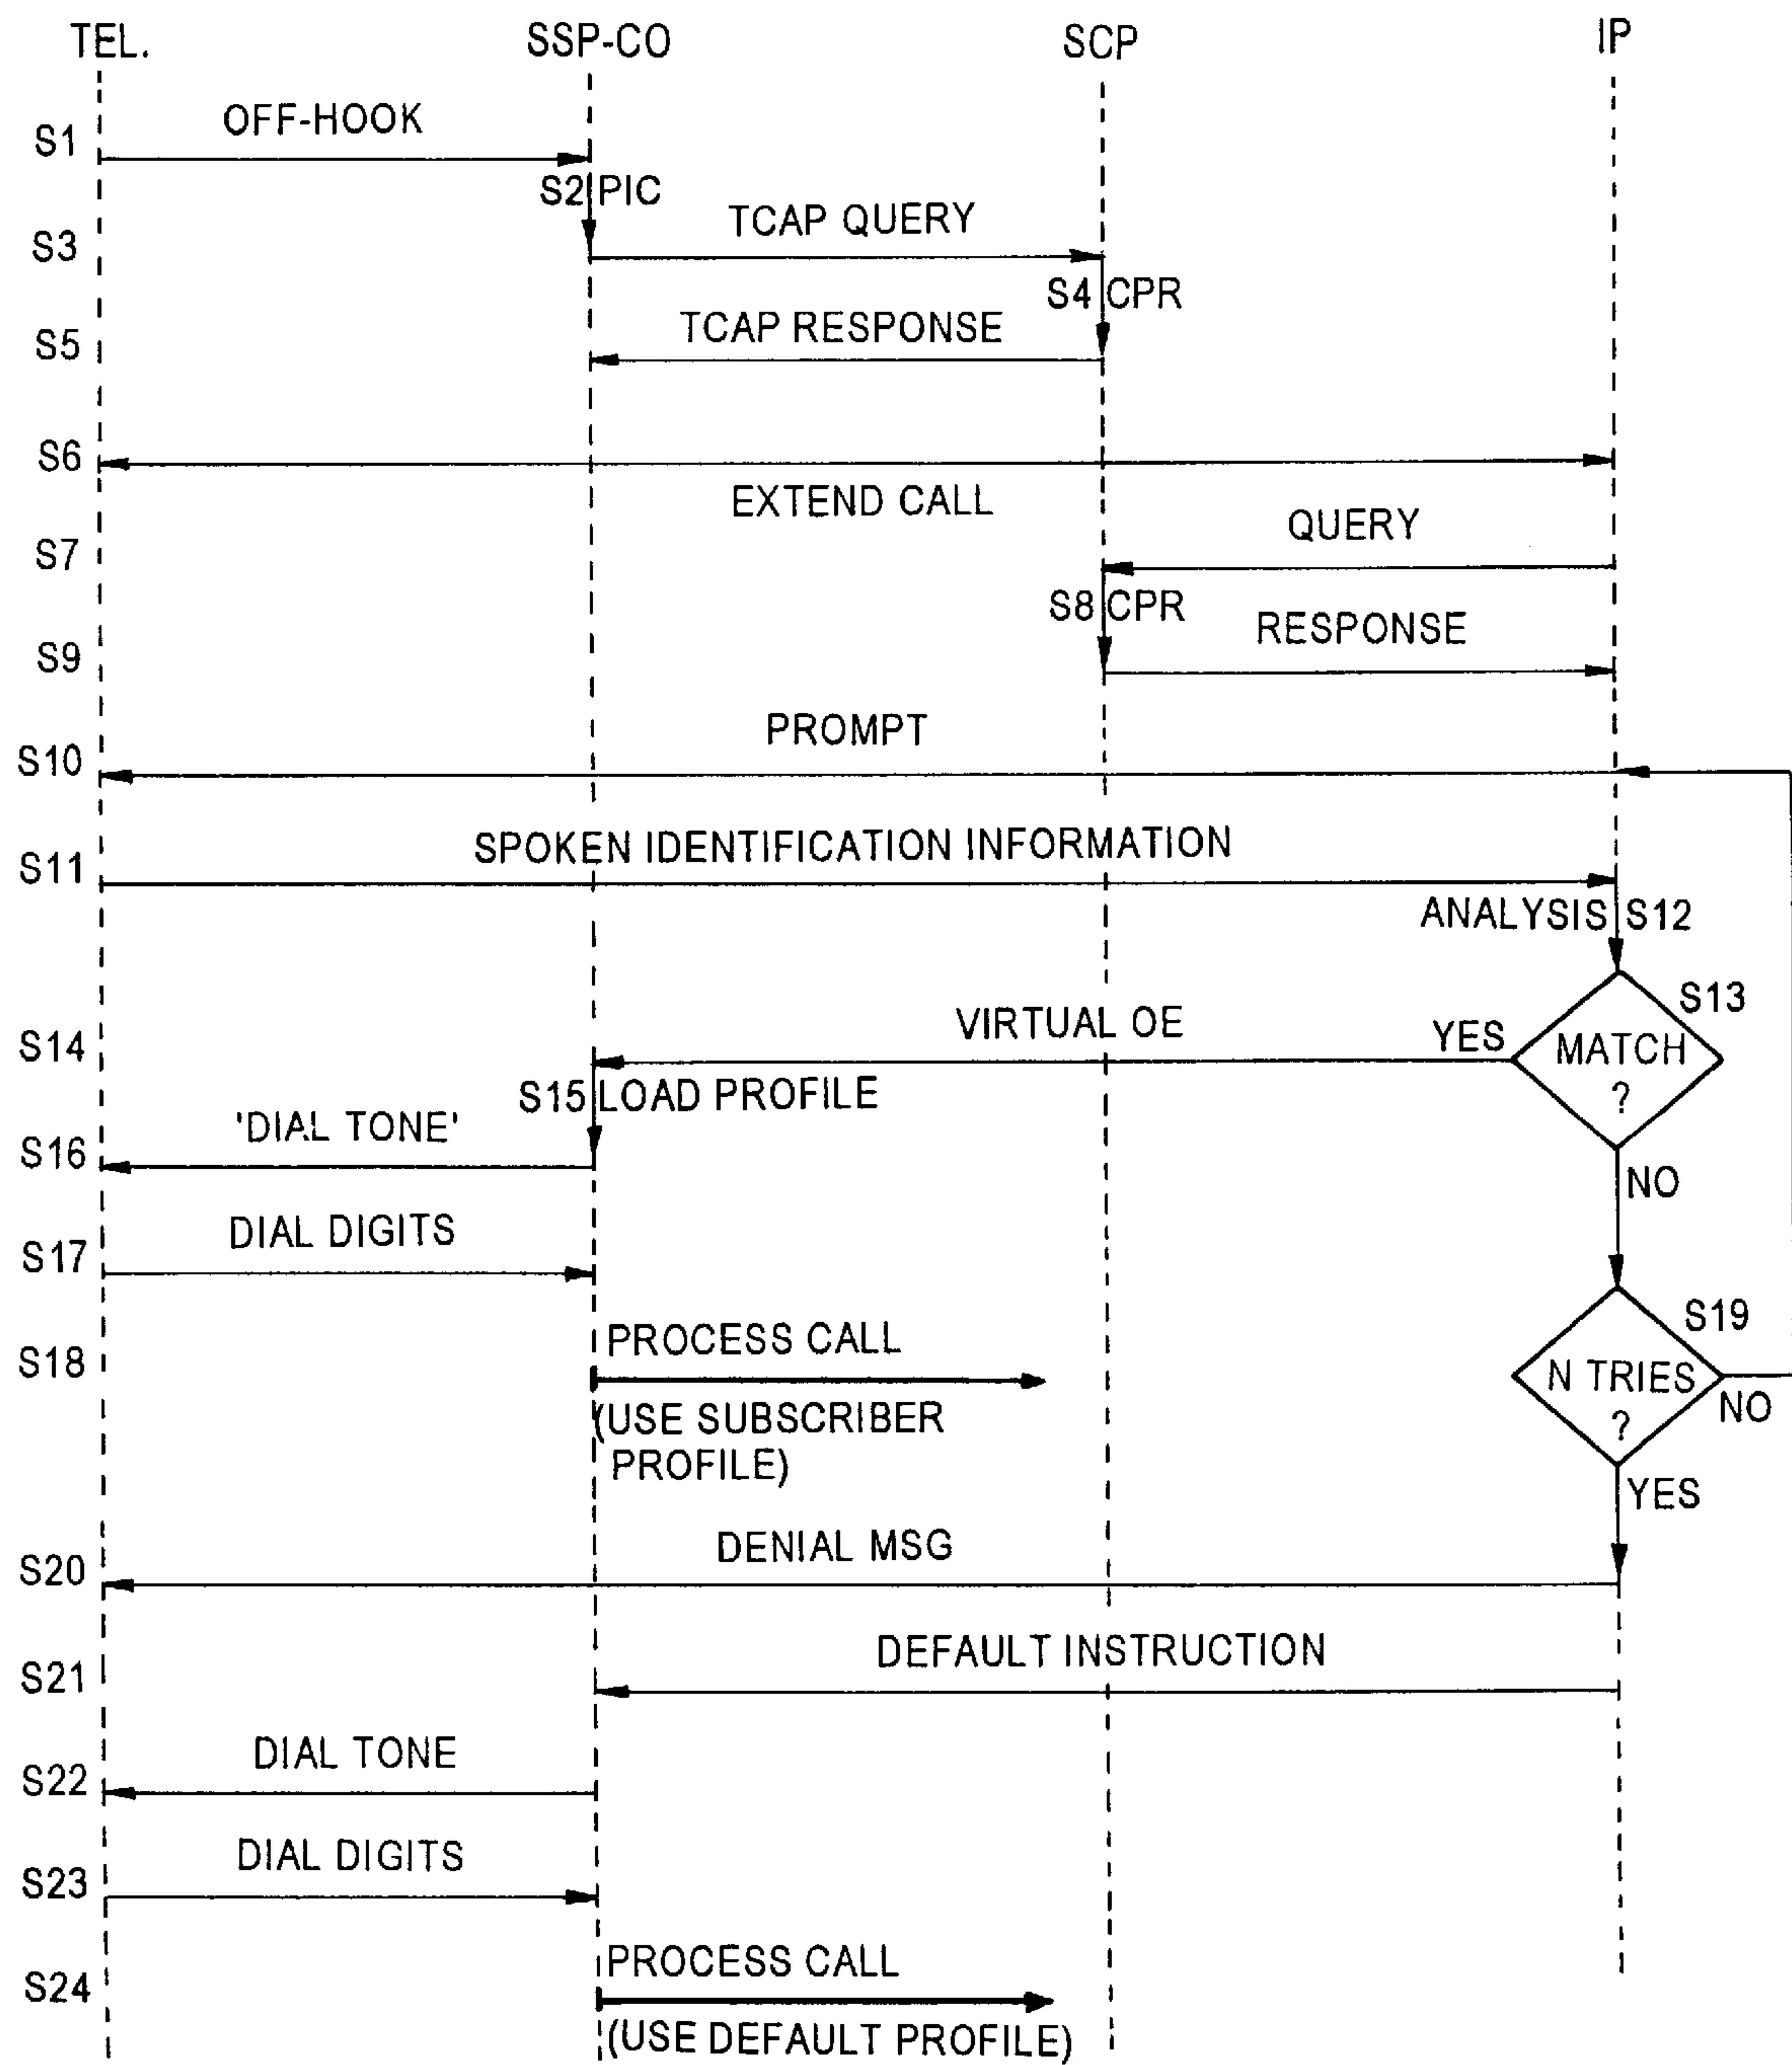 TEL. SSP-CO SCP IP
S1 OFF-HOOK
S2 PIC
S3 TCAP QUERY
S4 CPR
S5 TCAP RESPONSE
S6
EXTEND CALL
S7 QUERY
S8 CPR
S9 RESPONSE
S10 PROMPT
S11 SPOKEN IDENTIFICATION INFORMATION
ANALYSIS S12
S13
MATCH
?
YES
S14 VIRTUAL OE
S15 LOAD PROFILE
S16 'DIAL TONE'
NO
S17 DIAL DIGITS
S18 PROCESS CALL
(USE SUBSCRIBER
PROFILE)
S19
N TRIES
?
NO
YES
S20 DENIAL MSG
S21 DEFAULT INSTRUCTION
S22 DIAL TONE
S23 DIAL DIGITS
S24 PROCESS CALL
(USE DEFAULT PROFILE)